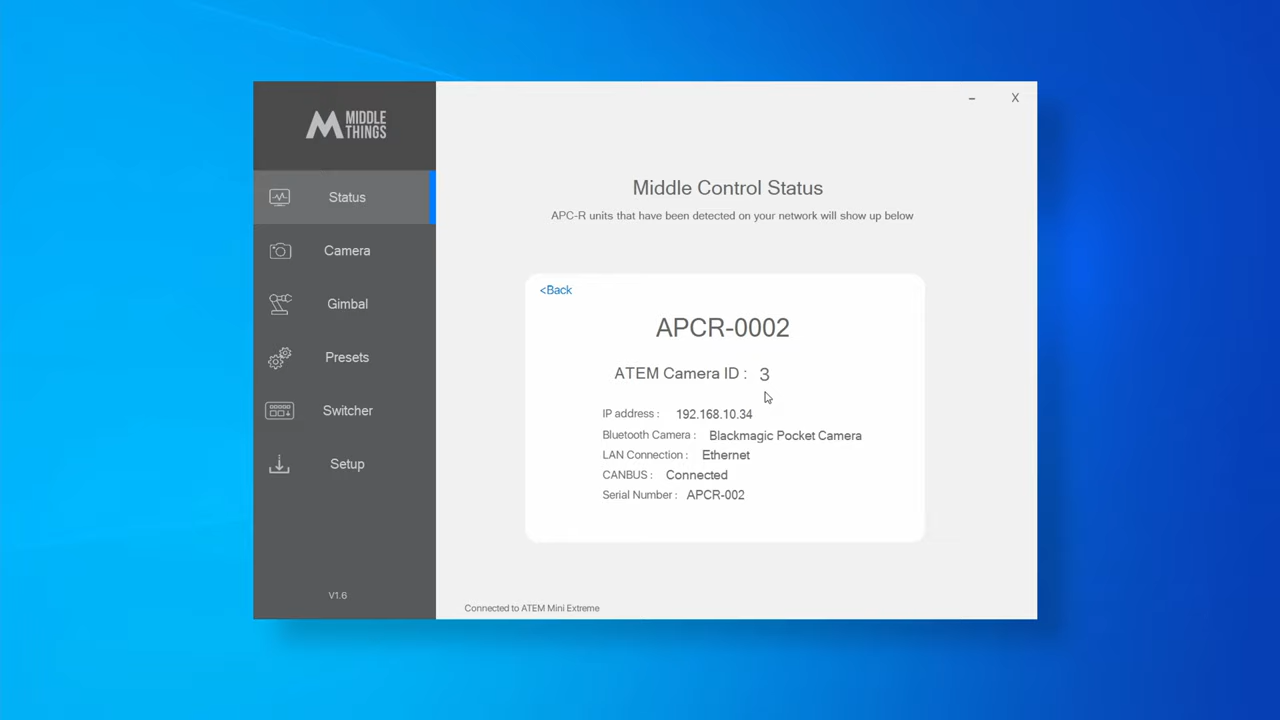 MIDDLE
THINGS
Status
Camera
Gimbal
Presets
Switcher
Setup
V1.6
– X
Middle Control Status
APC-R units that have been detected on your network will show up below
<Back
APCR-0002
ATEM Camera ID : 3
IP address : 192.168.10.34
Bluetooth Camera : Blackmagic Pocket Camera
LAN Connection : Ethernet
CANBUS : Connected
Serial Number : APCR-002
Connected to ATEM Mini Extreme